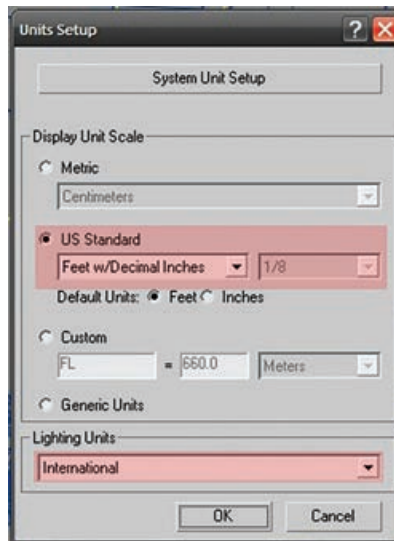 Units Setup
System Unit Setup
Display Unit Scale
Metric
Centimeters
US Standard
Feet w/Decimal Inches 1/8
Default Units: Feet Inches
Custom
FL = 660.0 Meters
Generic Units
Lighting Units
International
OK Cancel